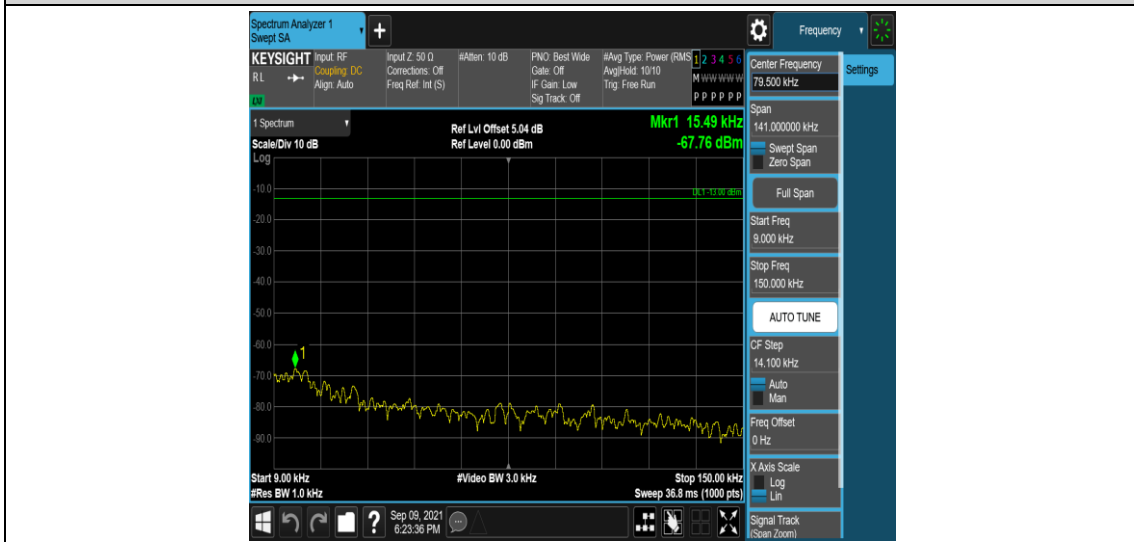 Spectrum Analyzer 1
Swept SA
+
Frequency
KEYSIGHT
RL
LXI
Input: RF
Coupling: DC
Align: Auto
Input Z: 50 Ω
Corrections: Off
Freq Ref: Int (S)
#Atten: 10 dB
PNO: Best Wide
Gate: Off
IF Gain: Low
Sig Track: Off
#Avg Type: Power (RMS
Avg|Hold: 10/10
Trig: Free Run
1 2 3 4 5 6
M W W W W W
P P P P P P
1 Spectrum
Scale/Div 10 dB
Log
Ref Lvl Offset 5.04 dB
Ref Level 0.00 dBm
Mkr1 15.49 kHz
-67.76 dBm
DL1 -13.00 dBm
-10.0
-20.0
-30.0
-40.0
-50.0
-60.0
-70.0
-80.0
-90.0
1
Start 9.00 kHz
#Res BW 1.0 kHz
#Video BW 3.0 kHz
Stop 150.00 kHz
Sweep 36.8 ms (1000 pts)
Center Frequency
79.500 kHz
Settings
Span
141.000000 kHz
Swept Span
Zero Span
Full Span
Start Freq
9.000 kHz
Stop Freq
150.000 kHz
AUTO TUNE
CF Step
14.100 kHz
Auto
Man
Freq Offset
0 Hz
X Axis Scale
Log
Lin
Signal Track
(Span Zoom)
?
Sep 09, 2021
6:23:36 PM